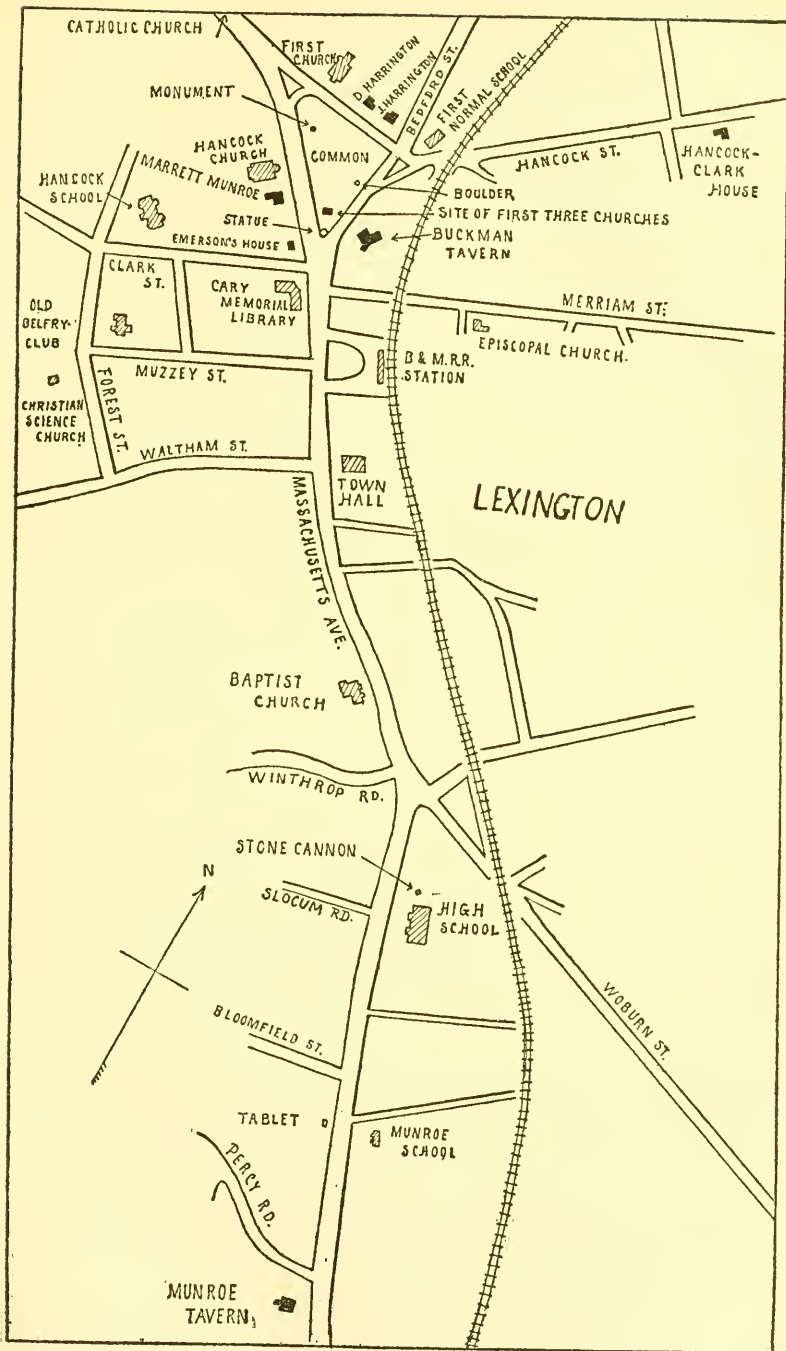 CATHOLIC CHURCH
FIRST
CHURCH
D HARRINGTON
J.HARRINGTON
BEDFORD ST.
FIRST
NORMAL SCHOOL
MONUMENT
COMMON
HANCOCK ST.
HANCOCK-
CLARK
HOUSE
HANCOCK
CHURCH
MARRETT MUNROE
HANCOCK
SCHOOL
BOULDER
SITE OF FIRST THREE CHURCHES
STATUE
EMERSON'S HOUSE
BUCKMAN
TAVERN
CLARK
ST.
CARY
MEMORIAL
LIBRARY
MERRIAM ST.
OLD
BELFRY
CLUB
EPISCOPAL CHURCH.
B & M.R.R.
STATION
MUZZEY ST.
CHRISTIAN
SCIENCE
CHURCH
FOREST ST.
WALTHAM ST.
TOWN
HALL
LEXINGTON
MASSACHUSETTS AVE.
BAPTIST
CHURCH
WINTHROP RD.
STONE CANNON
N
SLOCUM RD.
HIGH
SCHOOL
WOBURN ST.
BLOOMFIELD ST.
TABLET
MUNROE
SCHOOL
PERCY RD.
MUNROE
TAVERN